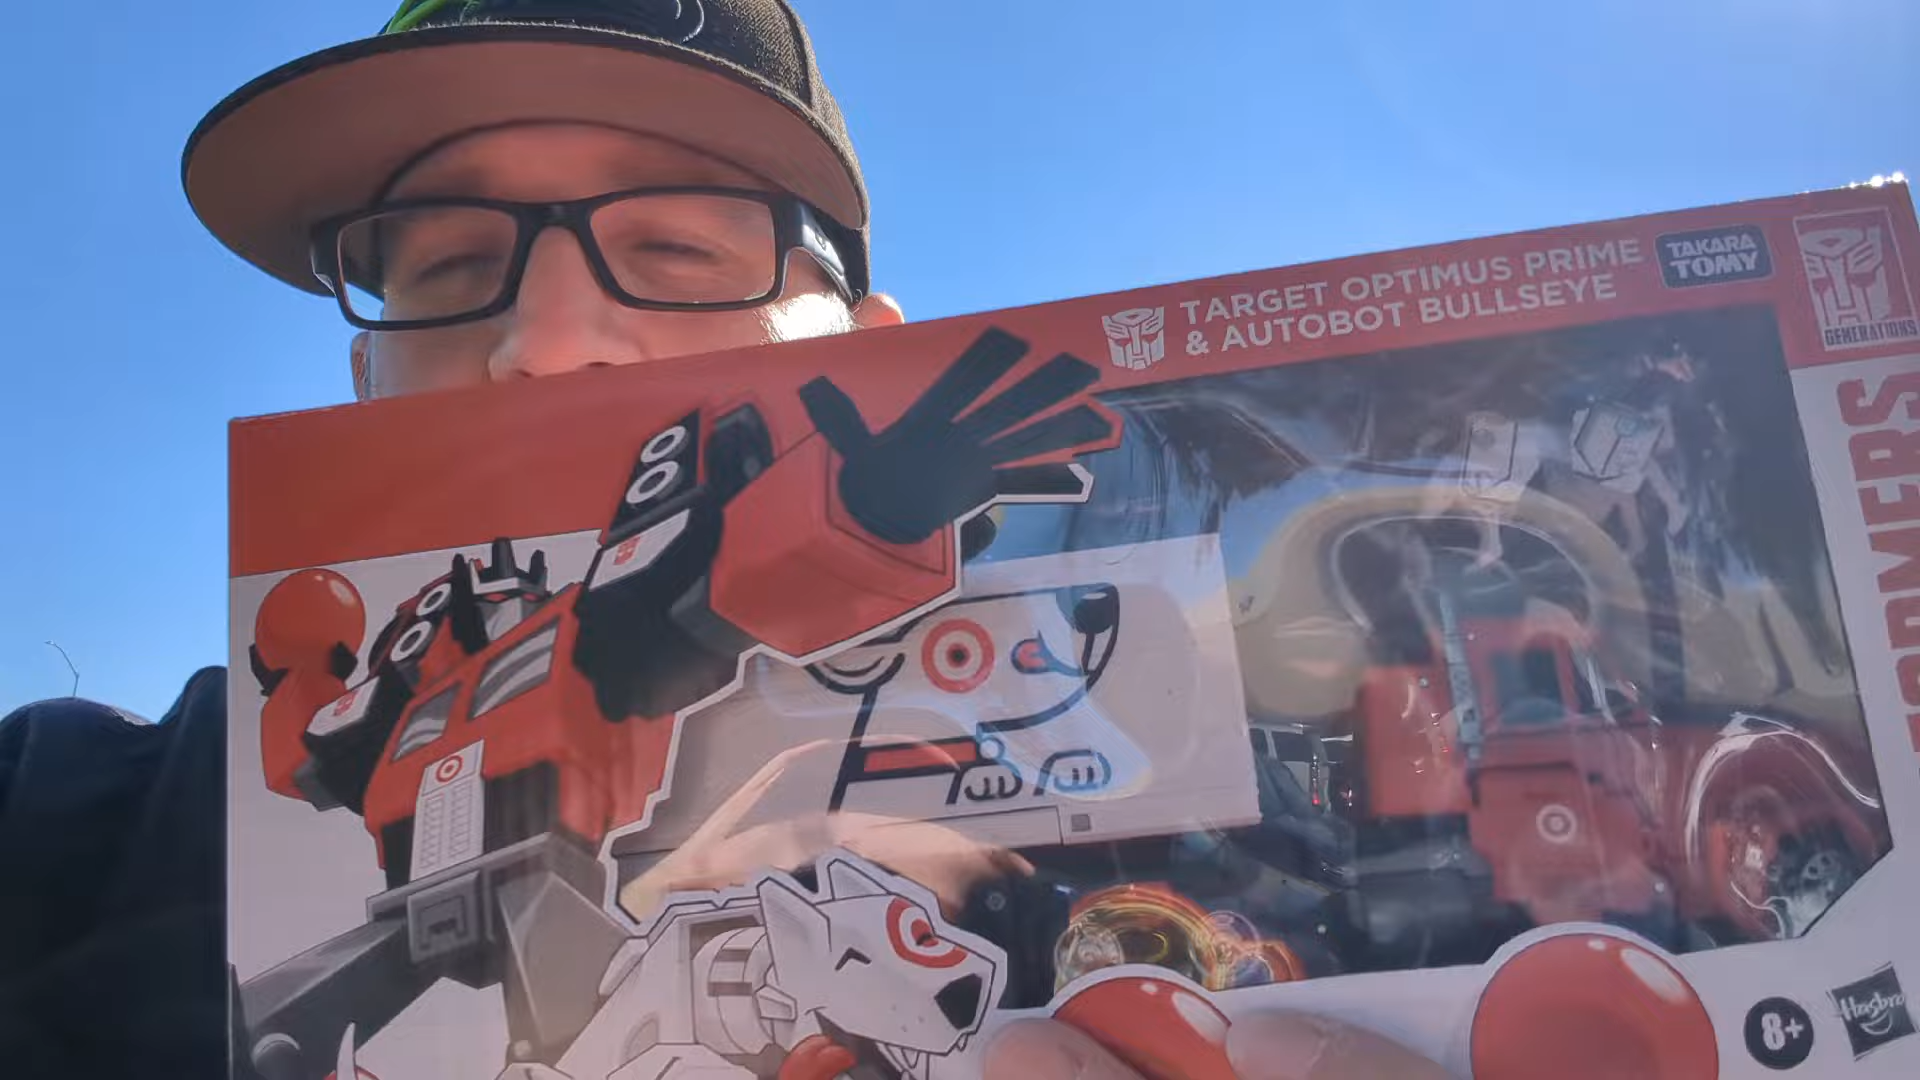 TARGET OPTIMUS PRIME
& AUTOBOT BULLSEYE
TAKARA
TOMY
GENERATIONS
8+
Hasbro